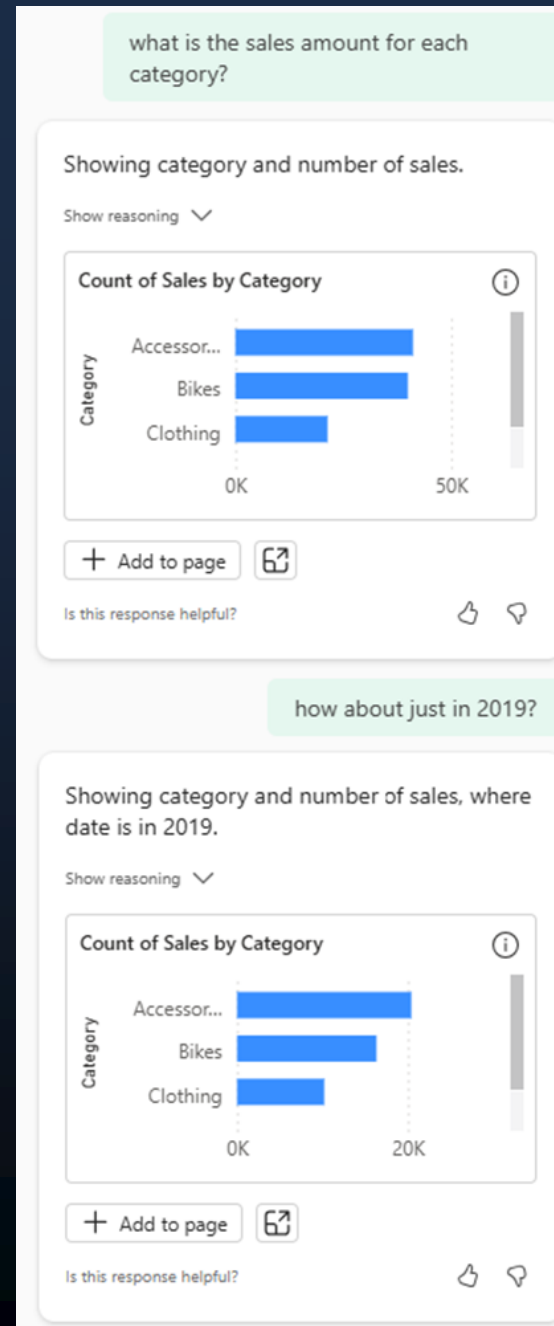 what is the sales amount for each
category?
Showing category and number of sales.
Show reasoning
Count of Sales by Category
Category
Accessor...
Bikes
Clothing
0K 50K
+ Add to page
Is this response helpful?
how about just in 2019?
Showing category and number of sales, where
date is in 2019.
Show reasoning
Count of Sales by Category
Category
Accessor...
Bikes
Clothing
0K 20K
+ Add to page
Is this response helpful?